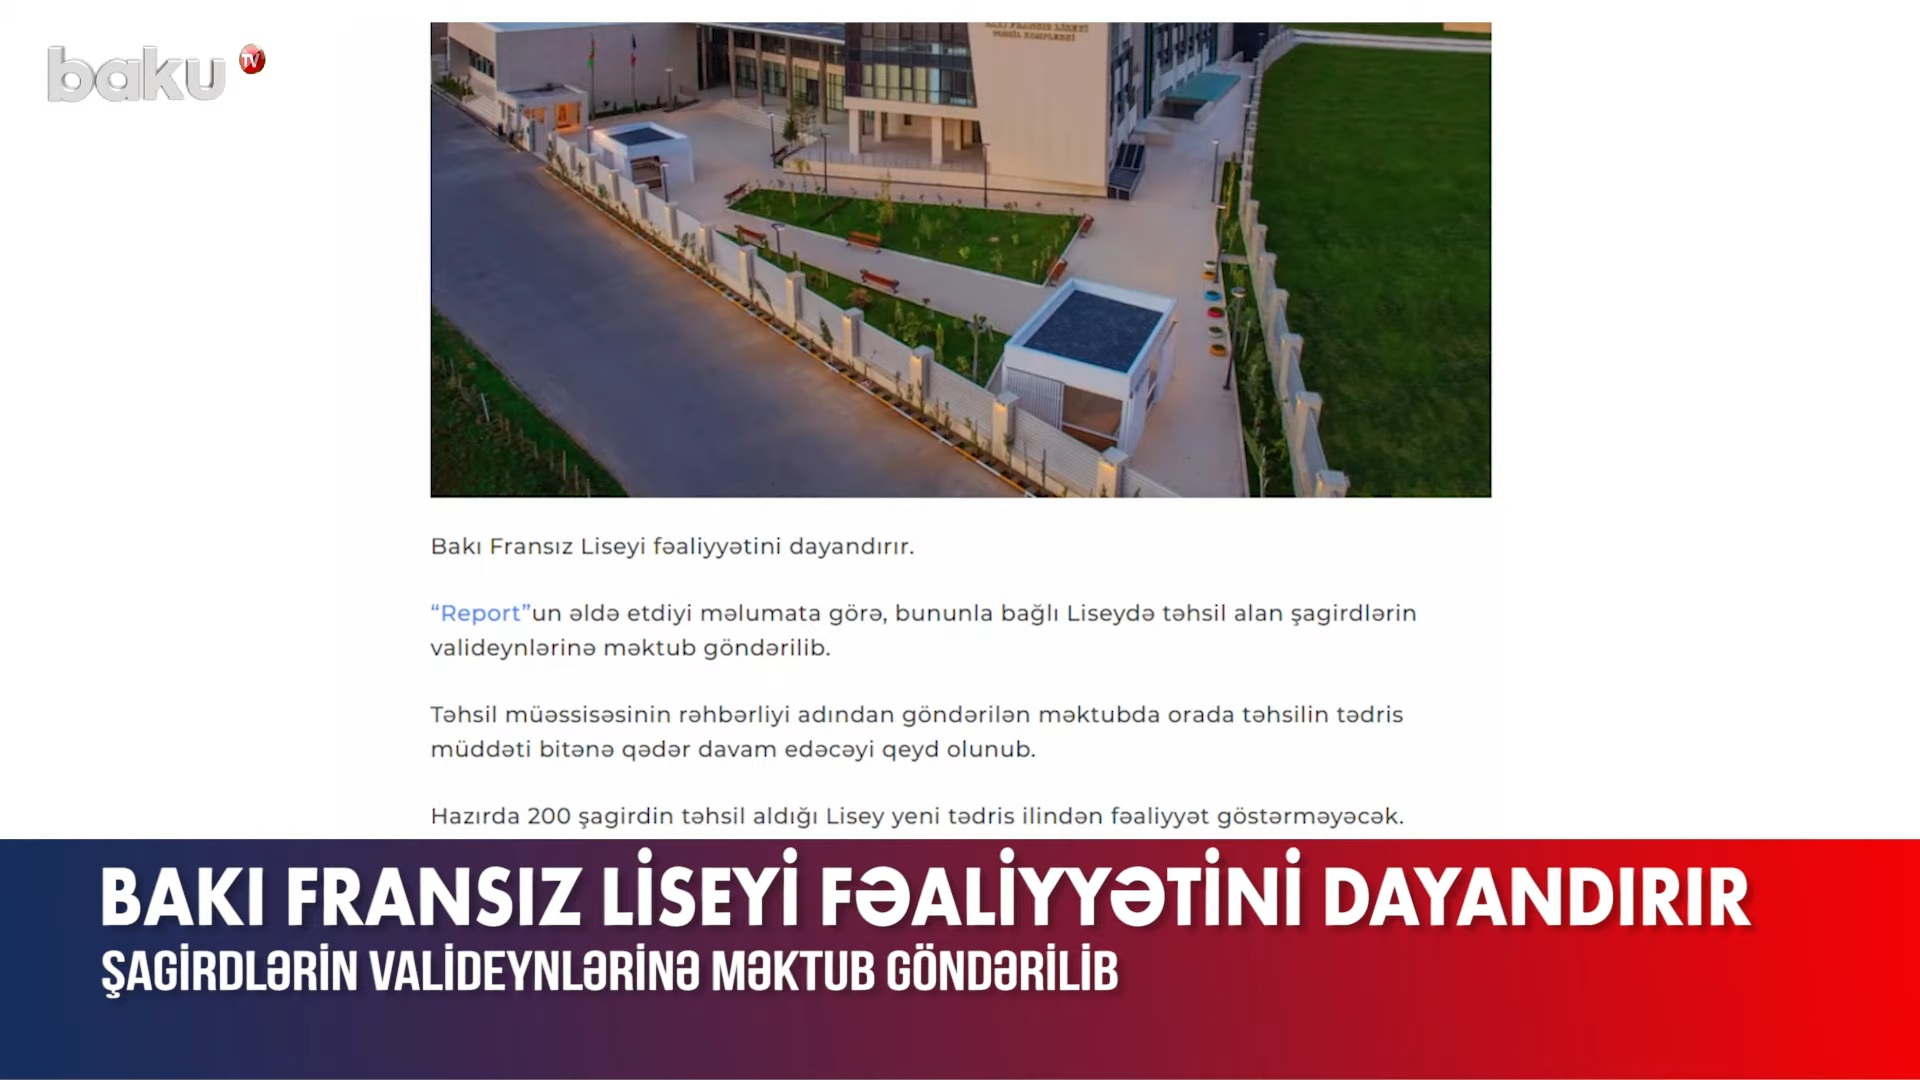 baku TV
TƏHSİL KOMPLEKSİ
Bakı Fransız Liseyi fəaliyyətini dayandırır.
“Report”un əldə etdiyi məlumata görə, bununla bağlı Liseydə təhsil alan şagirdlərin
valideynlərinə məktub göndərilib.
Təhsil müəssisəsinin rəhbərliyi adından göndərilən məktubda orada təhsilin tədris
müddəti bitənə qədər davam edəcəyi qeyd olunub.
Hazırda 200 şagirdin təhsil aldığı Lisey yeni tədris ilindən fəaliyyət göstərməyəcək.
BAKI FRANSIZ LİSEYİ FƏALİYYƏTİNİ DAYANDIRIR
ŞAGİRDLƏRİN VALİDEYNLƏRİNƏ MƏKTUB GÖNDƏRİLİB